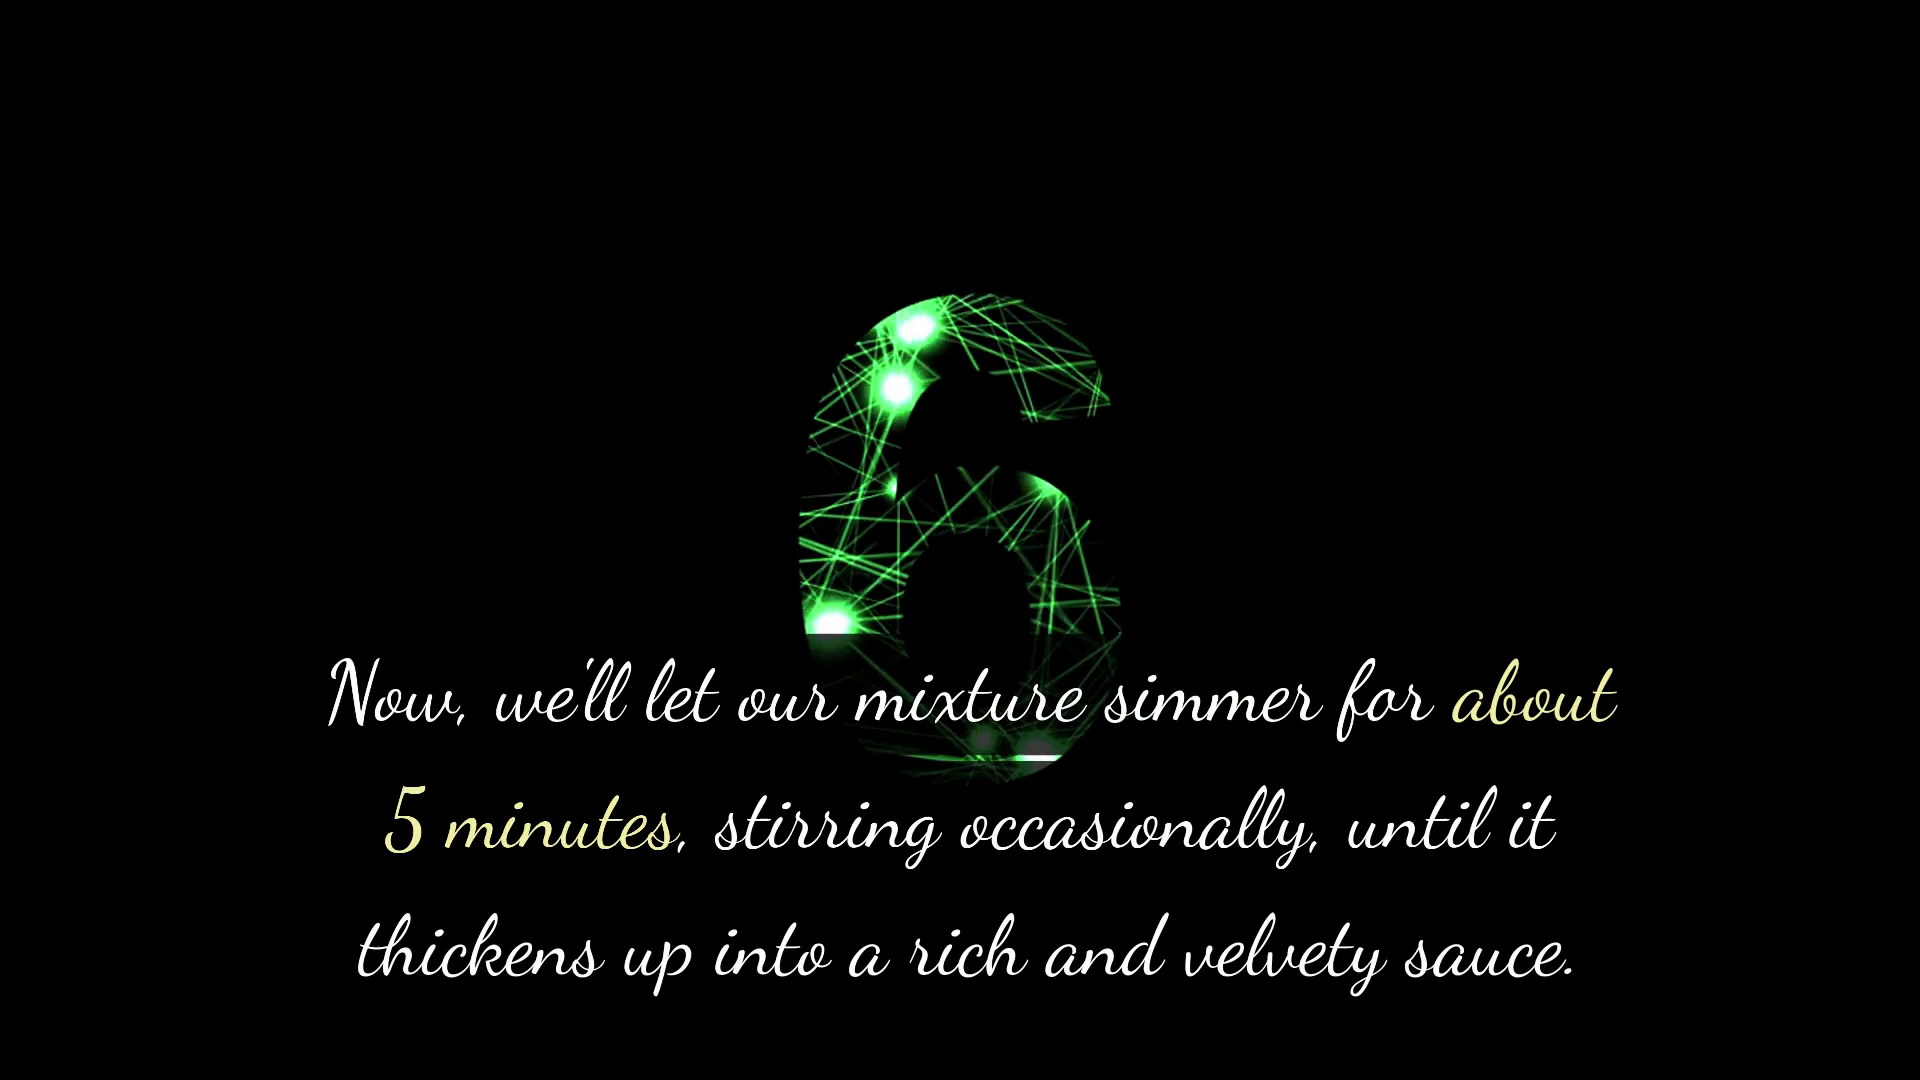 6
Now, we'll let our mixture simmer for about
5 minutes, stirring occasionally, until it
thickens up into a rich and velvety sauce.